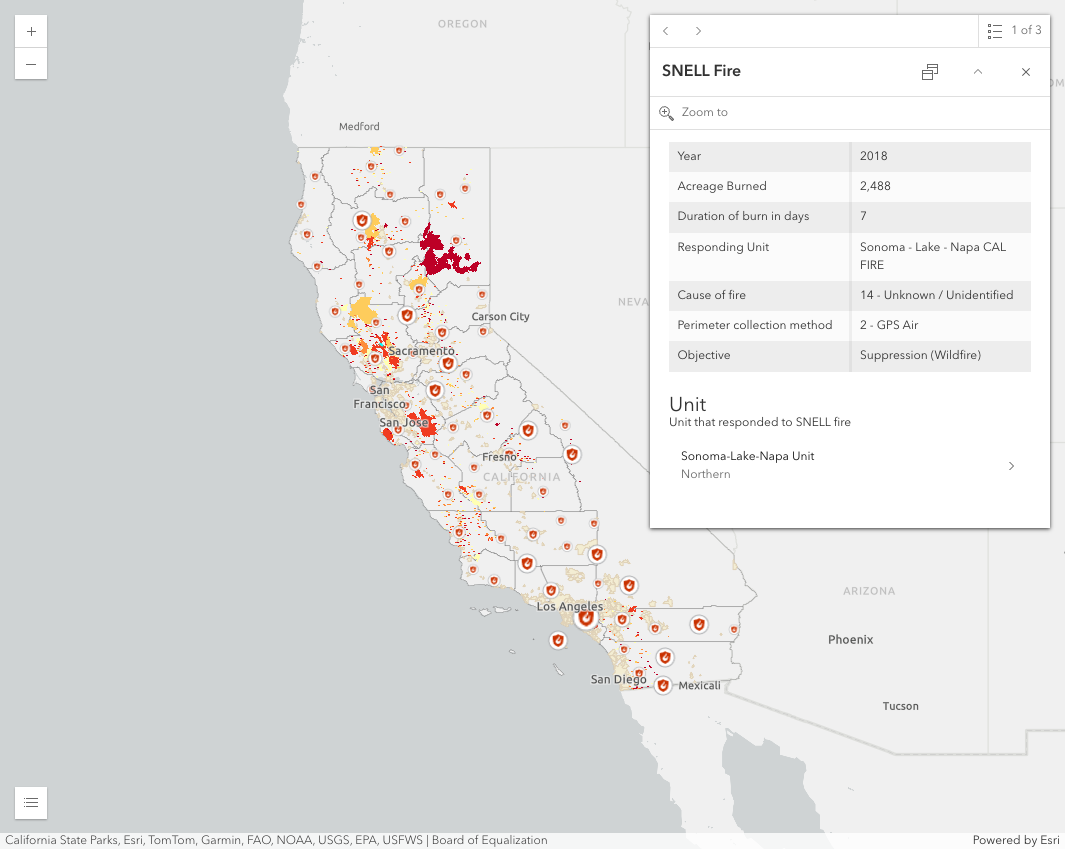 OREGON
1 of 3
SNELL Fire
Zoom to
Medford
Year 2018
Acreage Burned 2,488
Duration of burn in days 7
Responding Unit Sonoma - Lake - Napa CAL
FIRE
Cause of fire 14 - Unknown / Unidentified
Perimeter collection method 2 - GPS Air
Objective Suppression (Wildfire)
Unit
Unit that responded to SNELL fire
Sonoma-Lake-Napa Unit
Northern
NEVA
Carson City
Sacramento
San
Francisco
San Jose
Fresno
CALIFORNIA
Los Angeles
ARIZONA
Phoenix
San Diego
Mexicali
Tucson
California State Parks, Esri, TomTom, Garmin, FAO, NOAA, USGS, EPA, USFWS | Board of Equalization
Powered by Esri